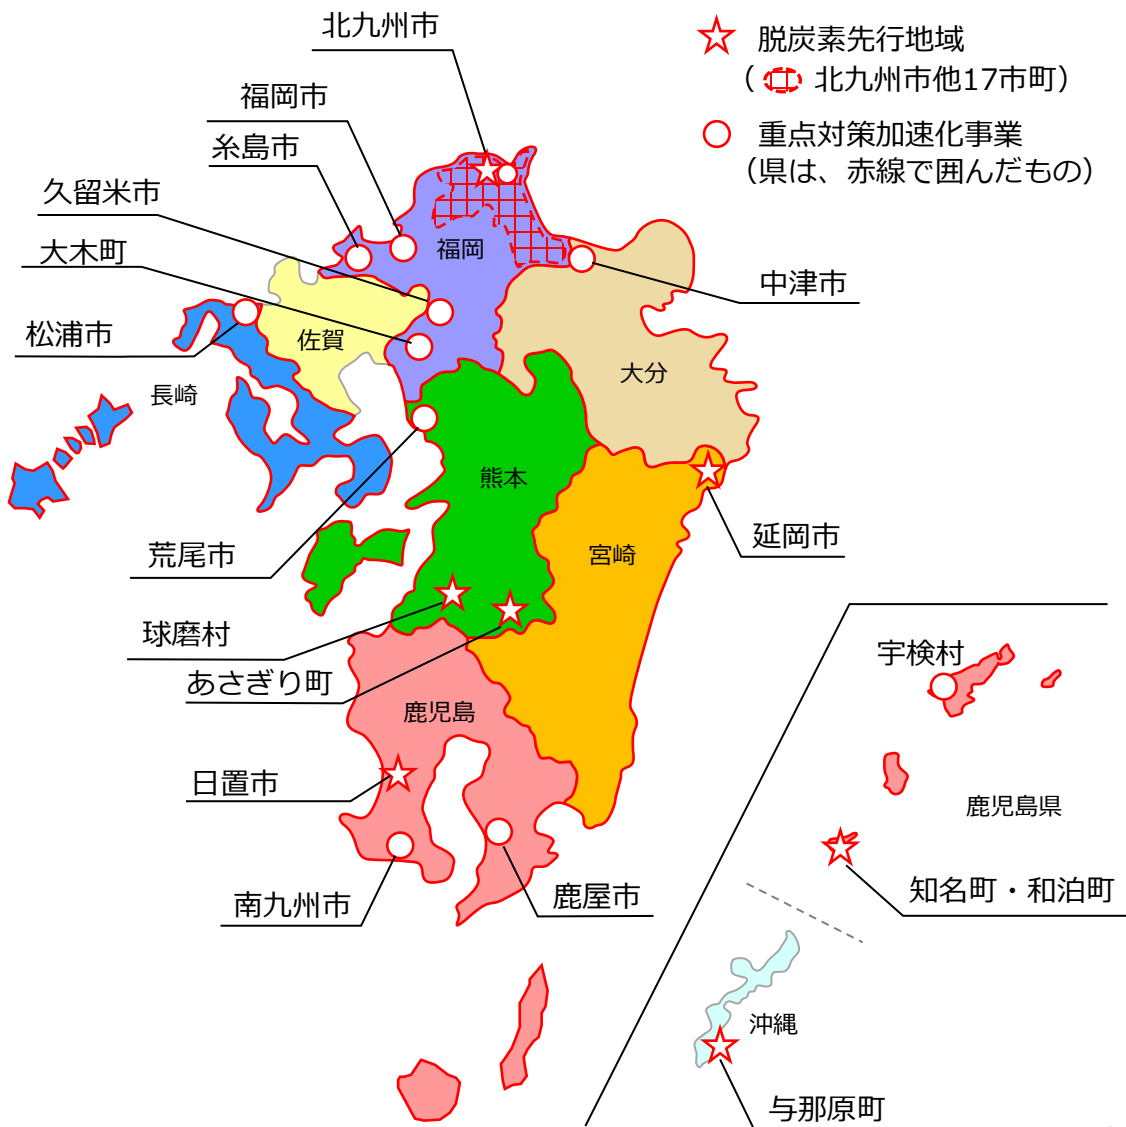 北九州市
脱炭素先行地域
（ 北九州市他17市町）
福岡市
重点対策加速化事業
（県は、赤線で囲んだもの）
糸島市
久留米市
大木町
福岡
中津市
松浦市
佐賀
大分
長崎
熊本
延岡市
荒尾市
宮崎
球磨村
あさぎり町
宇検村
鹿児島
日置市
鹿児島県
知名町・和泊町
南九州市
鹿屋市
沖縄
与那原町